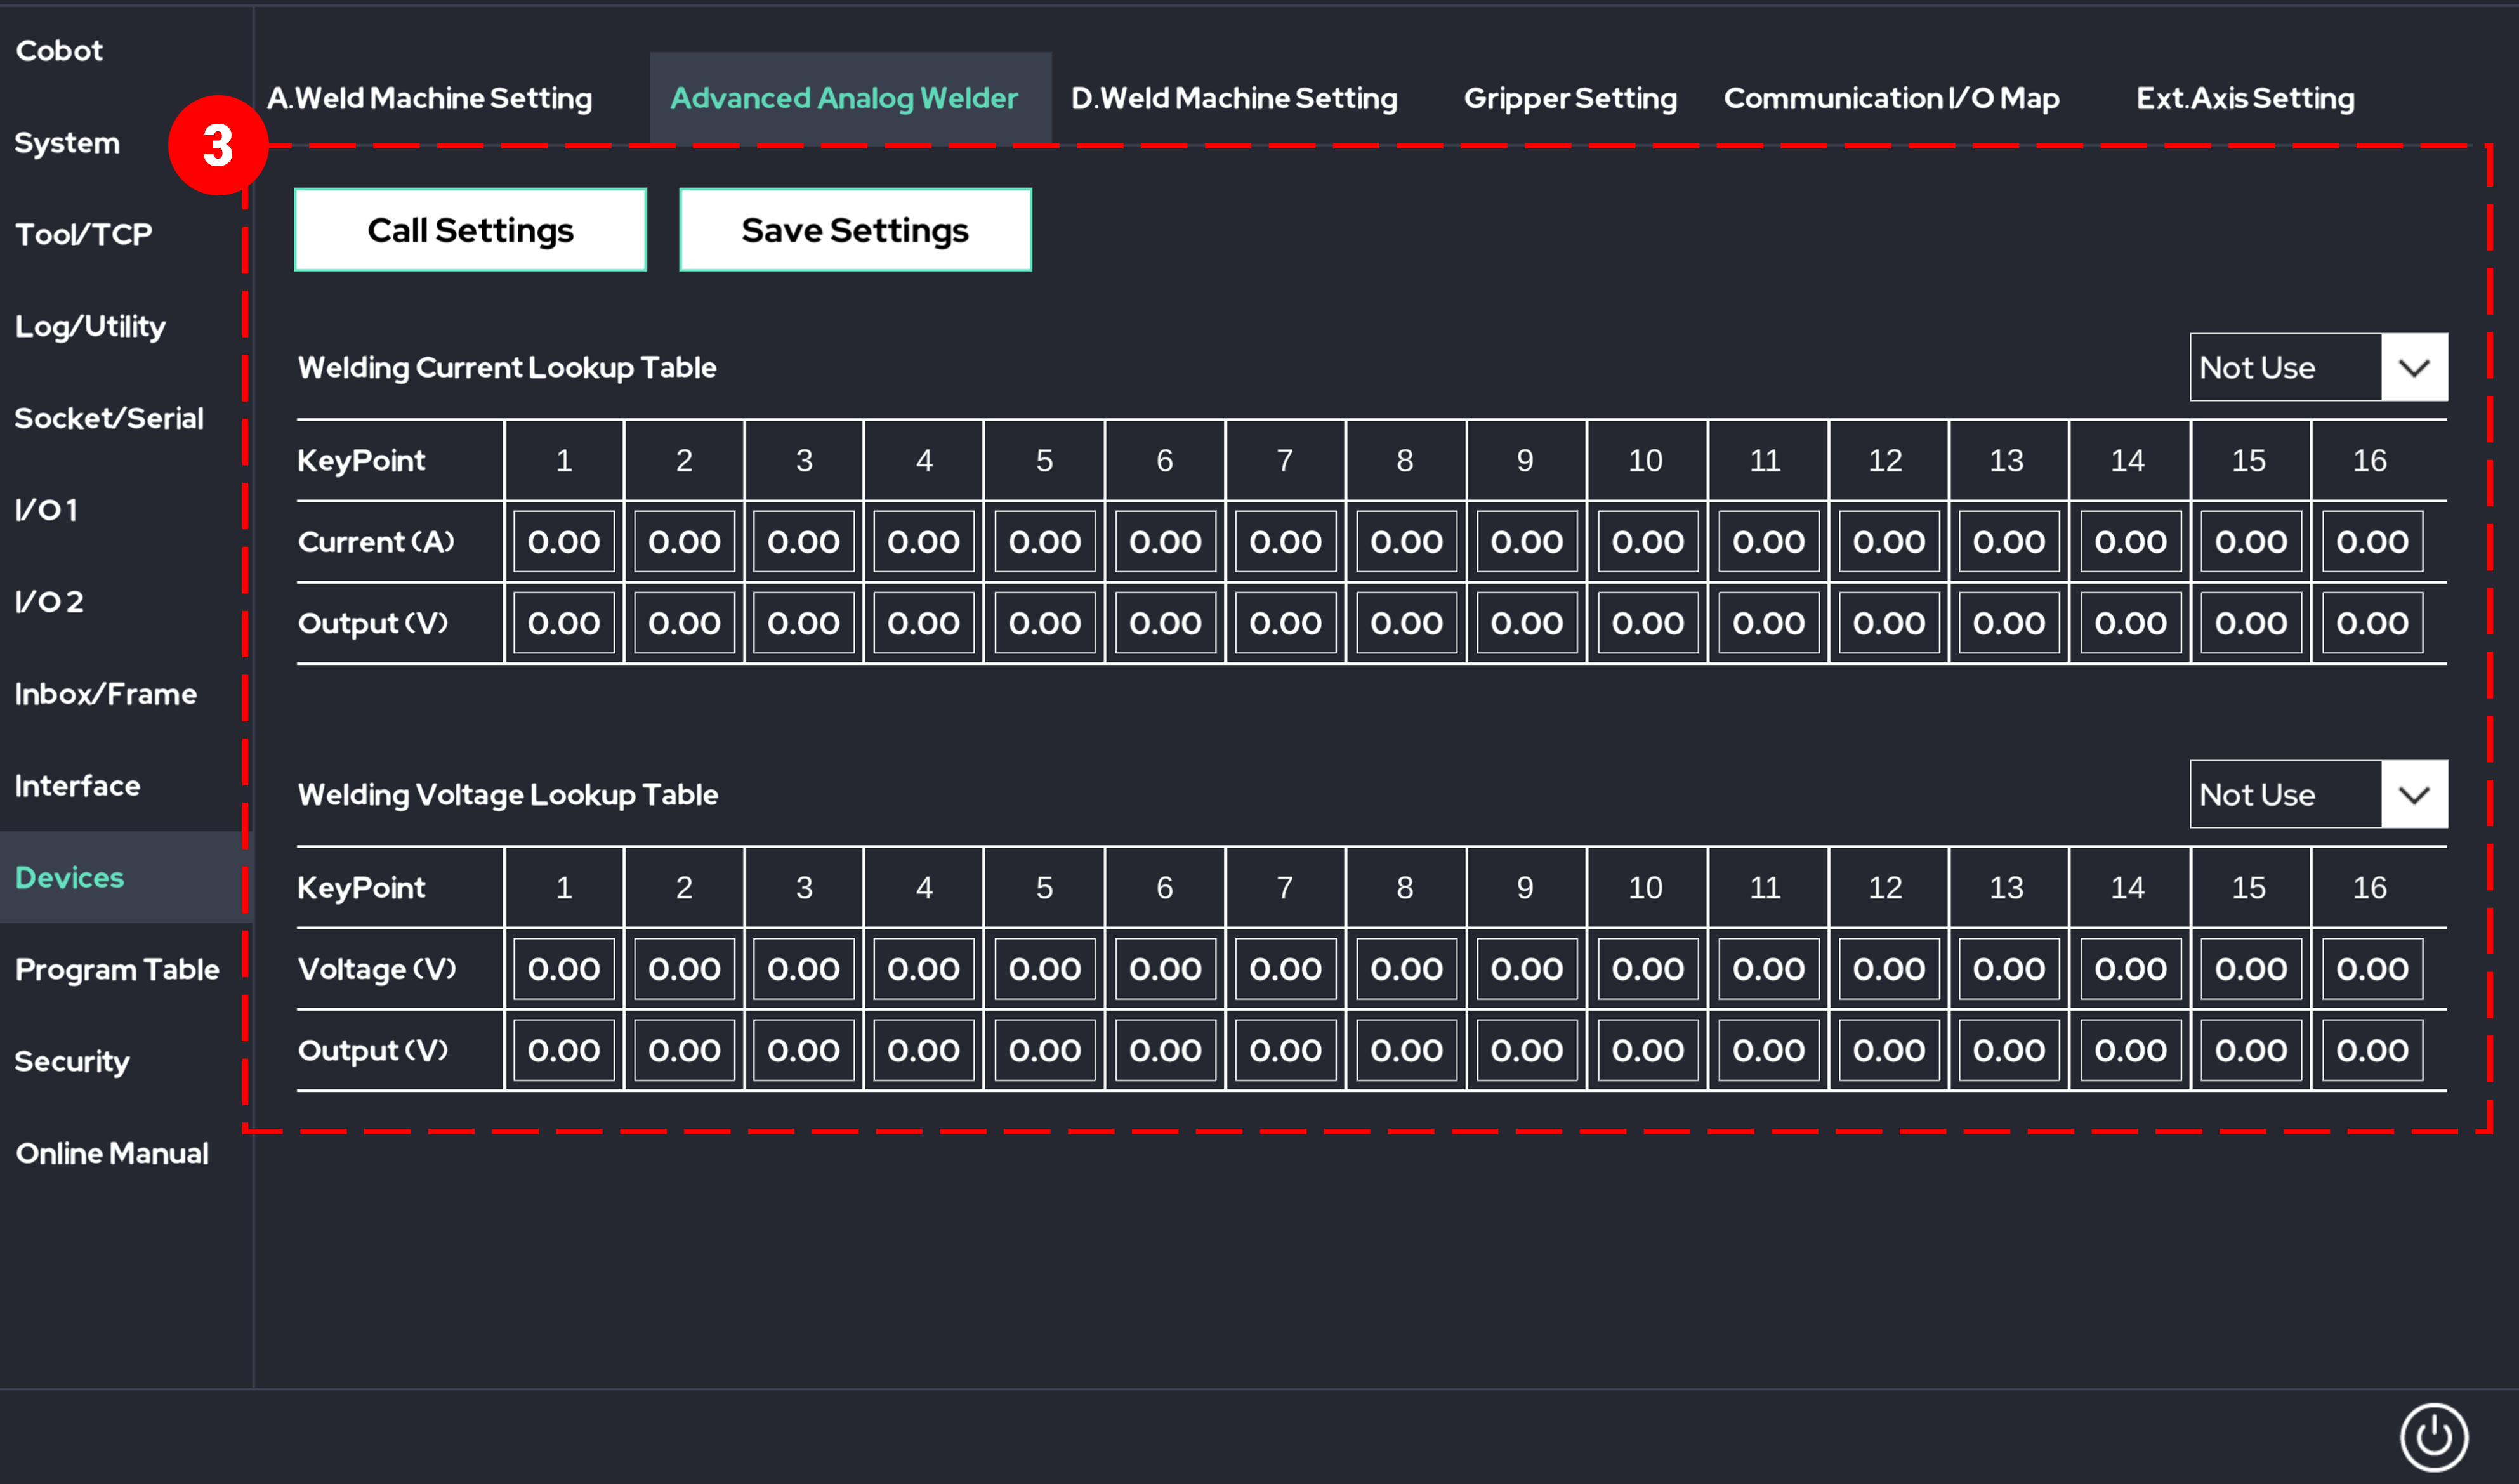 Cobot
System
Tool/TCP
Log/Utility
Socket/Serial
I/O 1
I/O 2
Inbox/Frame
Interface
Devices
Program Table
Security
Online Manual
3
A.Weld Machine Setting Advanced Analog Welder D.Weld Machine Setting Gripper Setting Communication I/O Map Ext.Axis Setting
Call Settings Save Settings
Welding Current Lookup Table Not Use
KeyPoint 1 2 3 4 5 6 7 8 9 10 11 12 13 14 15 16
Current (A) 0.00 0.00 0.00 0.00 0.00 0.00 0.00 0.00 0.00 0.00 0.00 0.00 0.00 0.00 0.00 0.00
Output (V) 0.00 0.00 0.00 0.00 0.00 0.00 0.00 0.00 0.00 0.00 0.00 0.00 0.00 0.00 0.00 0.00
Welding Voltage Lookup Table Not Use
KeyPoint 1 2 3 4 5 6 7 8 9 10 11 12 13 14 15 16
Voltage (V) 0.00 0.00 0.00 0.00 0.00 0.00 0.00 0.00 0.00 0.00 0.00 0.00 0.00 0.00 0.00 0.00
Output (V) 0.00 0.00 0.00 0.00 0.00 0.00 0.00 0.00 0.00 0.00 0.00 0.00 0.00 0.00 0.00 0.00